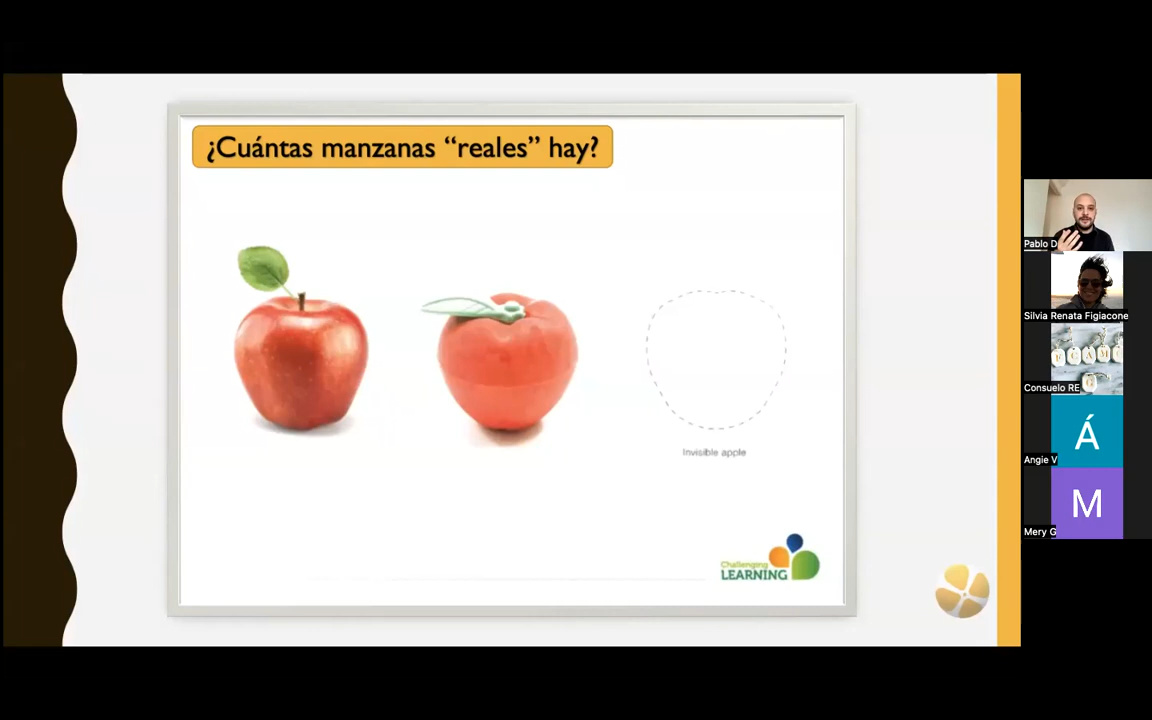 ¿Cuántas manzanas “reales” hay?
Invisible apple
Challenging
LEARNING
Pablo D
Silvia Renata Figiacone
Consuelo RE
Á
Angie V
M
Mery G